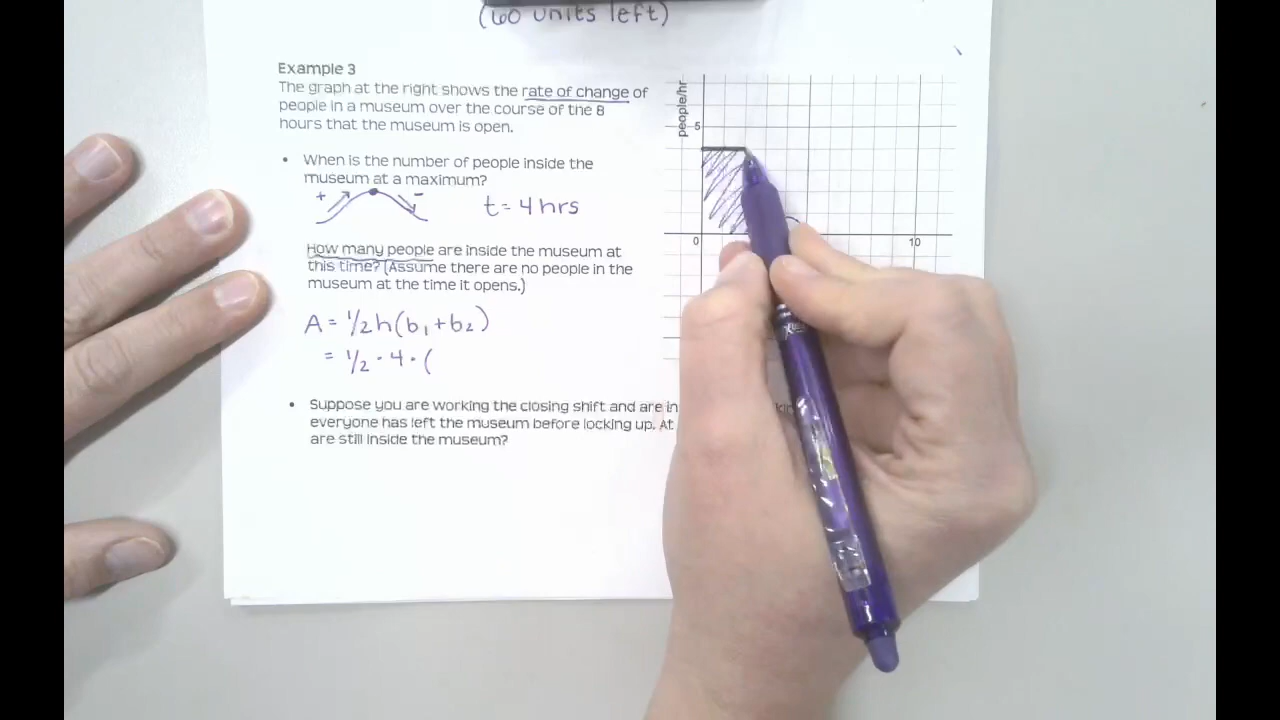 (60 units left)
Example 3
The graph at the right shows the rate of change of
people in a museum over the course of the 8
hours that the museum is open.
• When is the number of people inside the
museum at a maximum?
+ -
t = 4 hrs
How many people are inside the museum at
this time? (Assume there are no people in the
museum at the time it opens.)
A = 1/2 h(b₁+b₂)
= 1/2 · 4 · (
• Suppose you are working the closing shift and are in
everyone has left the museum before locking up. At
are still inside the museum?
people/hr
5
0
10